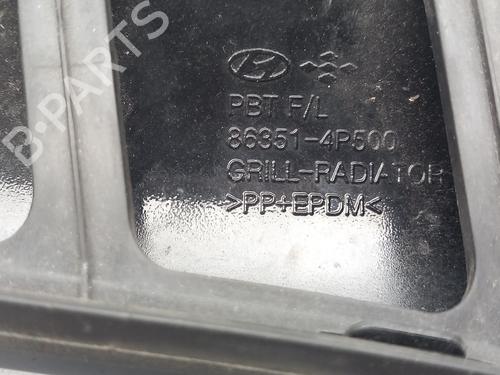 B-PARTS
PBT F/L
86351-4P500
GRILL-RADIATOR
>PP+EPDM<